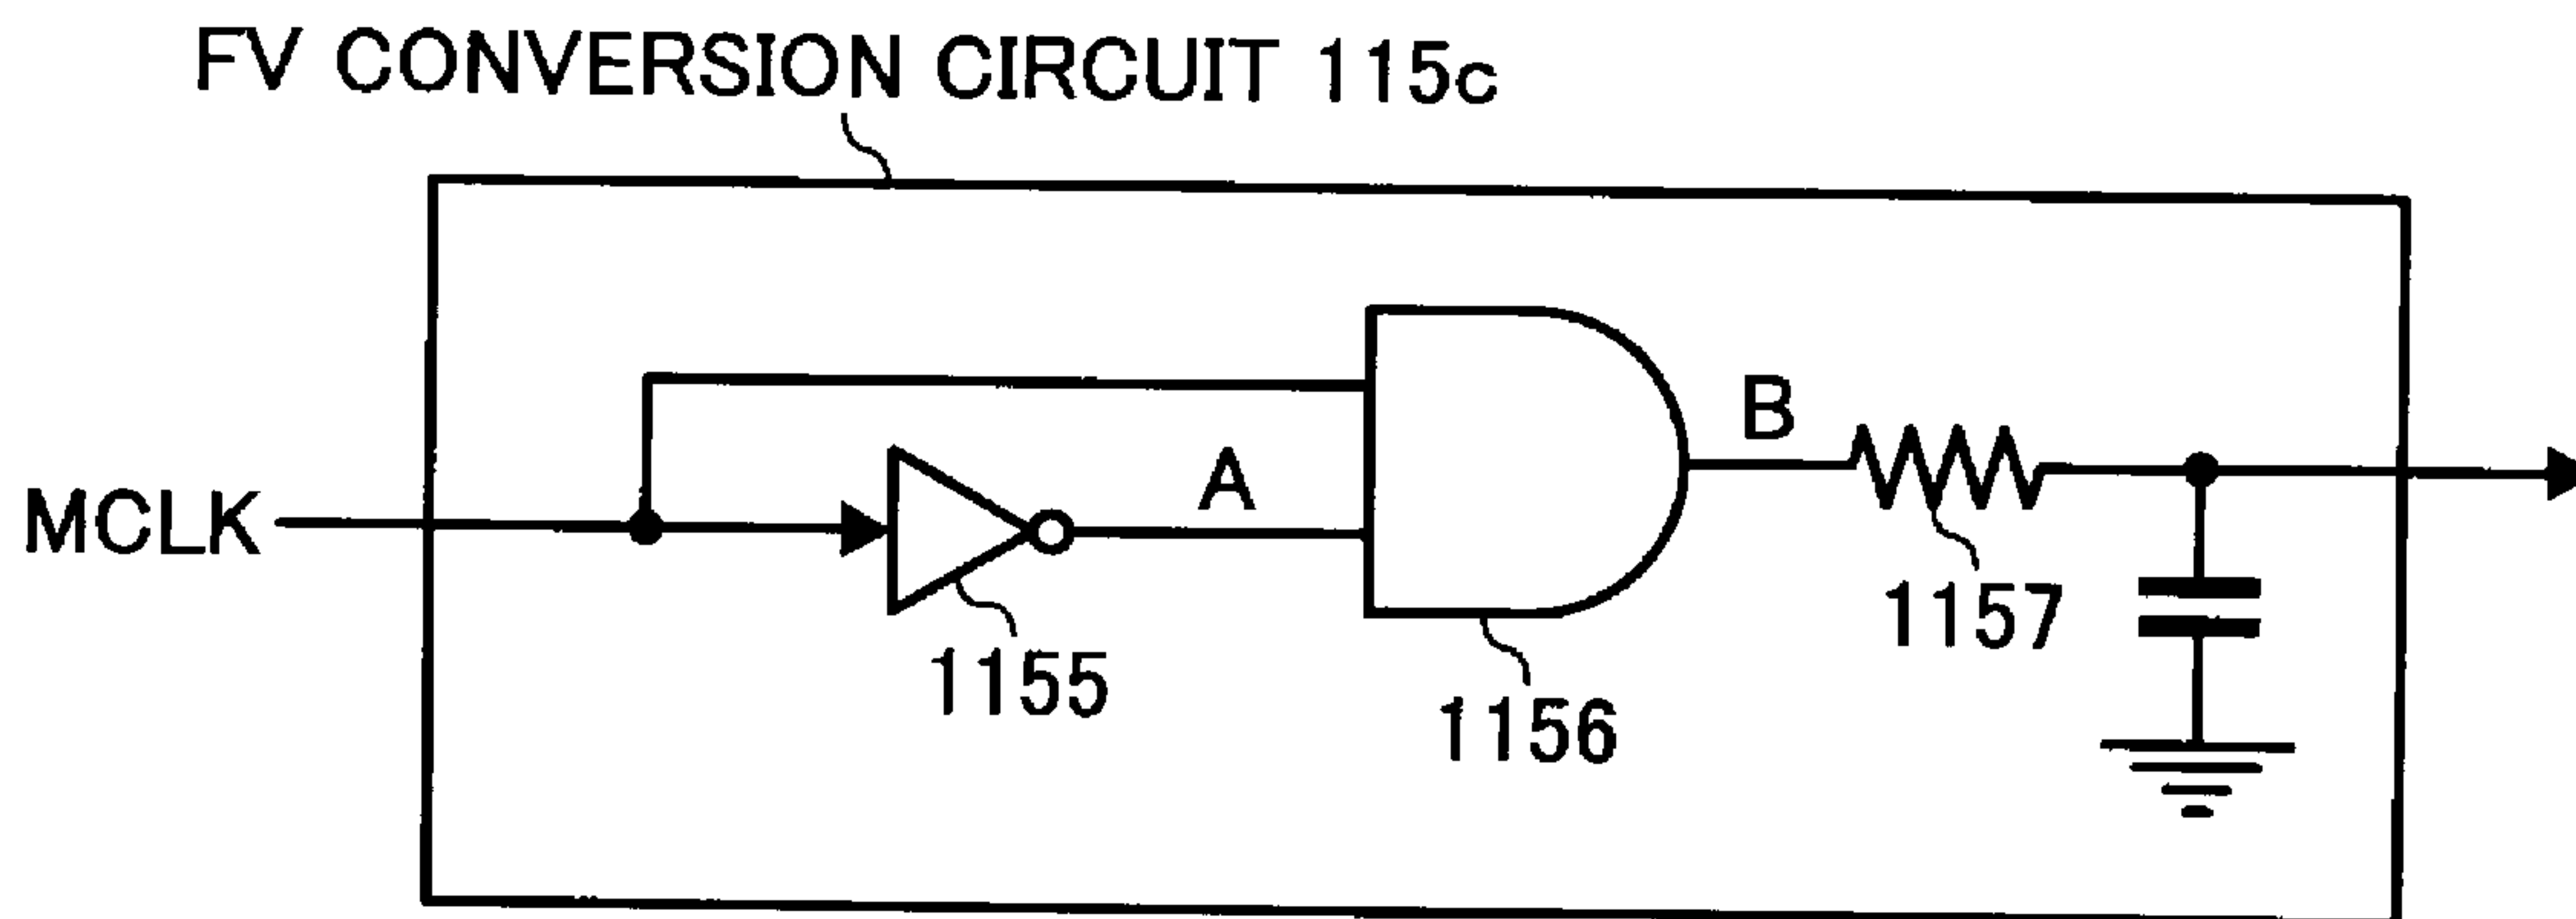 FV CONVERSION CIRCUIT 115c
MCLK
A
B
1155
1156
1157